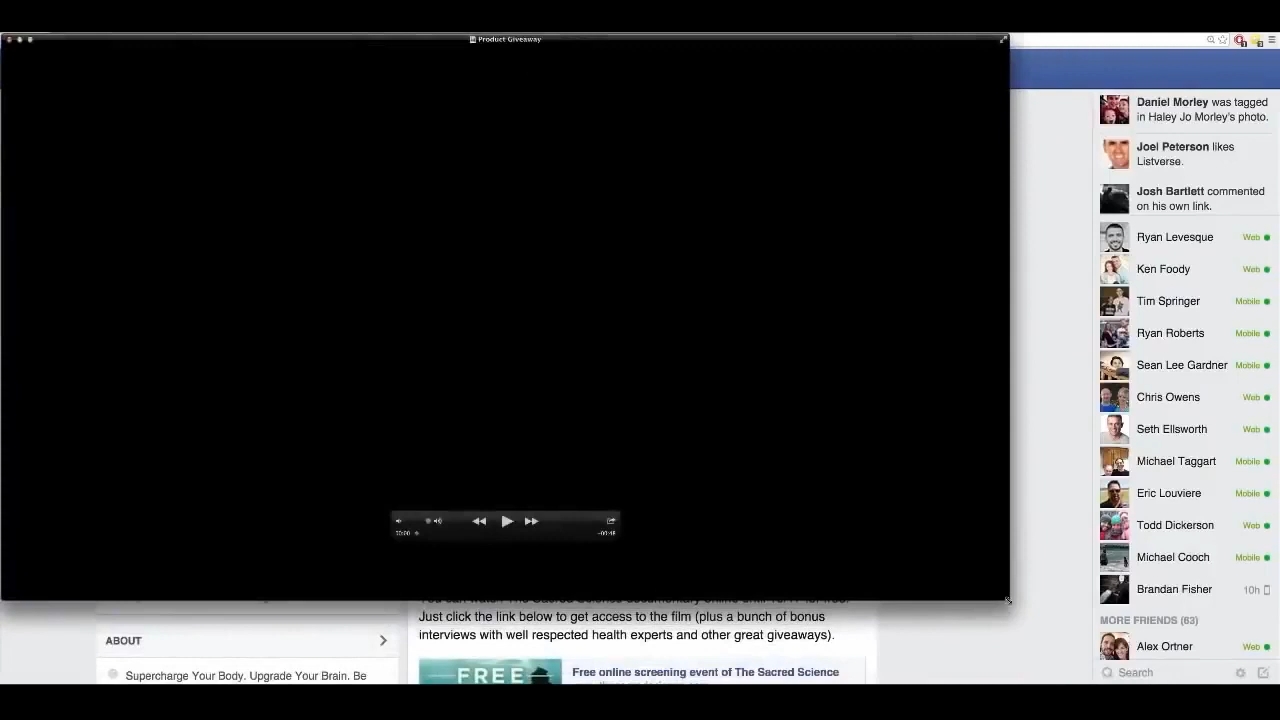 Product Giveaway
Daniel Morley was tagged
in Haley Jo Morley's photo.
Joel Peterson likes
Listverse.
Josh Bartlett commented
on his own link.
Ryan Levesque Web
Ken Foody Web
Tim Springer Mobile
Ryan Roberts Mobile
Sean Lee Gardner Mobile
Chris Owens Web
Seth Ellsworth Web
Michael Taggart Mobile
Eric Louviere Mobile
Todd Dickerson Web
Michael Cooch Mobile
Brandan Fisher 10h
MORE FRIENDS (63)
Alex Ortner Web
Search
00:00
-00:48
Just click the link below to get access to the film (plus a bunch of bonus
interviews with well respected health experts and other great giveaways).
FREE
Free online screening event of The Sacred Science
ABOUT
Supercharge Your Body. Upgrade Your Brain. Be